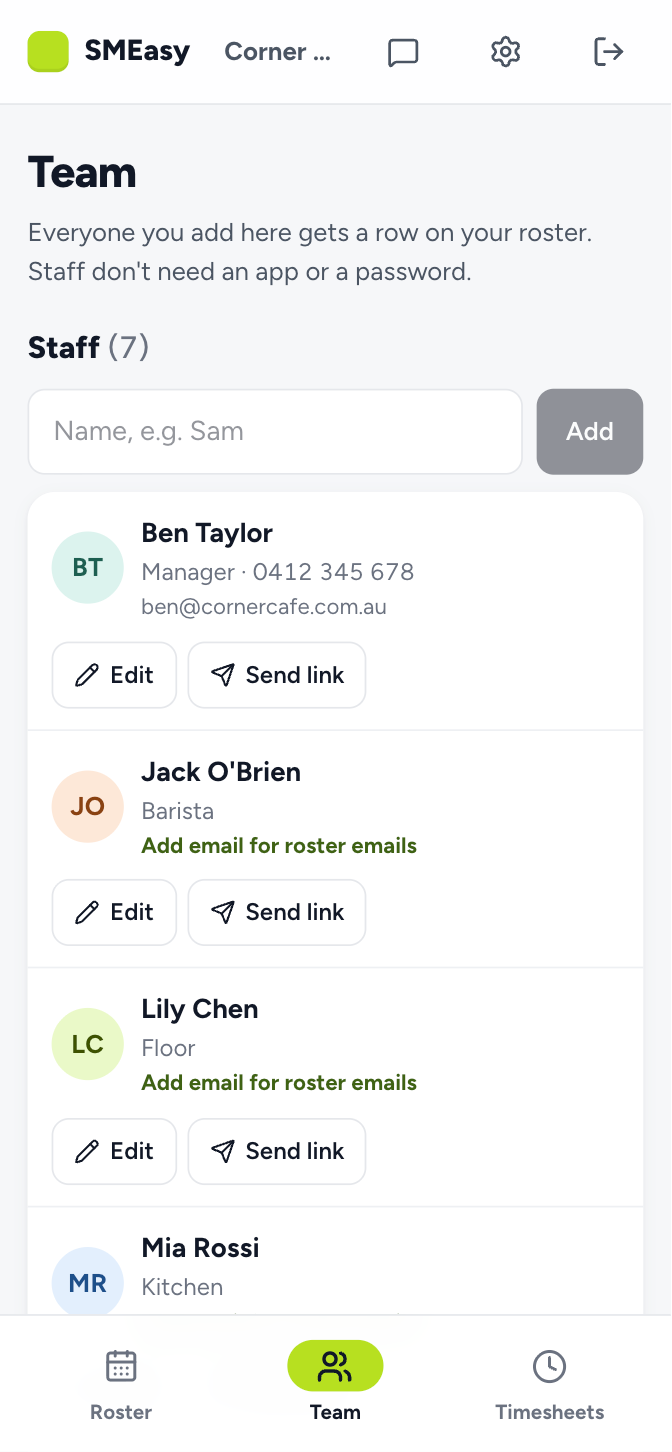 SMEasy Corner ...
Team
Everyone you add here gets a row on your roster.
Staff don't need an app or a password.
Staff (7)
Name, e.g. Sam
Add
BT
Ben Taylor
Manager · 0412 345 678
ben@cornercafe.com.au
Edit
Send link
JO
Jack O'Brien
Barista
Add email for roster emails
Edit
Send link
LC
Lily Chen
Floor
Add email for roster emails
Edit
Send link
MR
Mia Rossi
Kitchen
Roster
Team
Timesheets